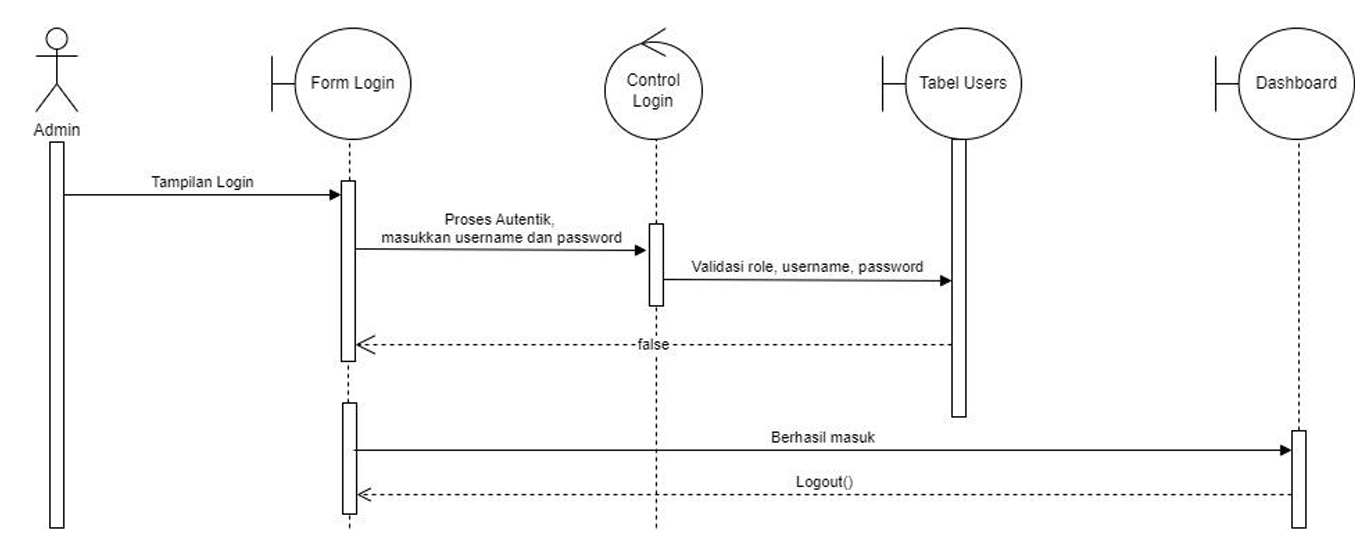 Form Login
Control
Login
Tabel Users
Dashboard
Admin
Tampilan Login
Proses Autentik,
masukkan username dan password
Validasi role, username, password
false
Berhasil masuk
Logout()